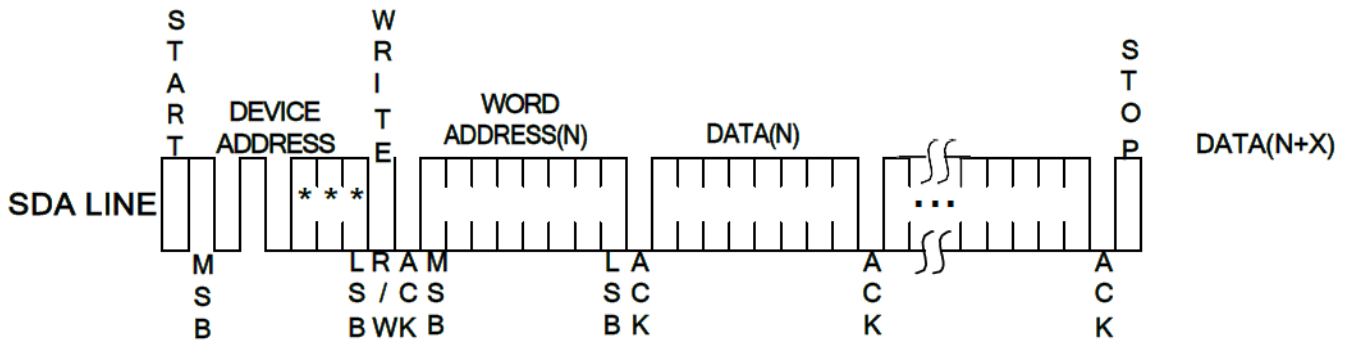 START
WRITE
STOP
DEVICE
ADDRESS
WORD
ADDRESS(N)
DATA(N)
DATA(N+X)
SDA LINE
* * *
...
MSB
LSB
R/W
ACK
MSB
LSB
ACK
ACK
ACK